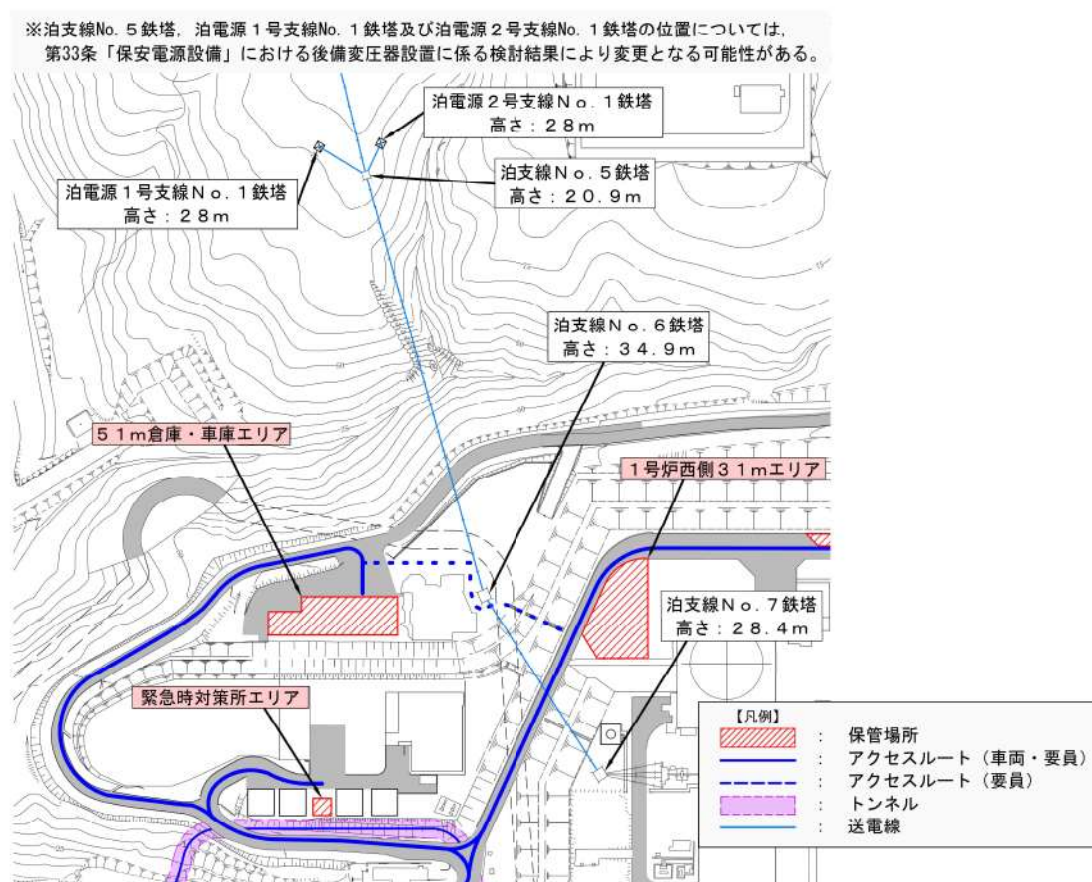 ※泊支線No.5鉄塔，泊電源1号支線No.1鉄塔及び泊電源2号支線No.1鉄塔の位置については，
第33条「保安電源設備」における後備変圧器設置に係る検討結果により変更となる可能性がある。
泊電源2号支線No.1鉄塔
高さ：28m
泊支線No.5鉄塔
高さ：20.9m
泊電源1号支線No.1鉄塔
高さ：28m
泊支線No.6鉄塔
高さ：34.9m
51m倉庫・車庫エリア
1号炉西側31mエリア
泊支線No.7鉄塔
高さ：28.4m
緊急時対策所エリア
【凡例】
： 保管場所
： アクセスルート（車両・要員）
： アクセスルート（要員）
： トンネル
： 送電線